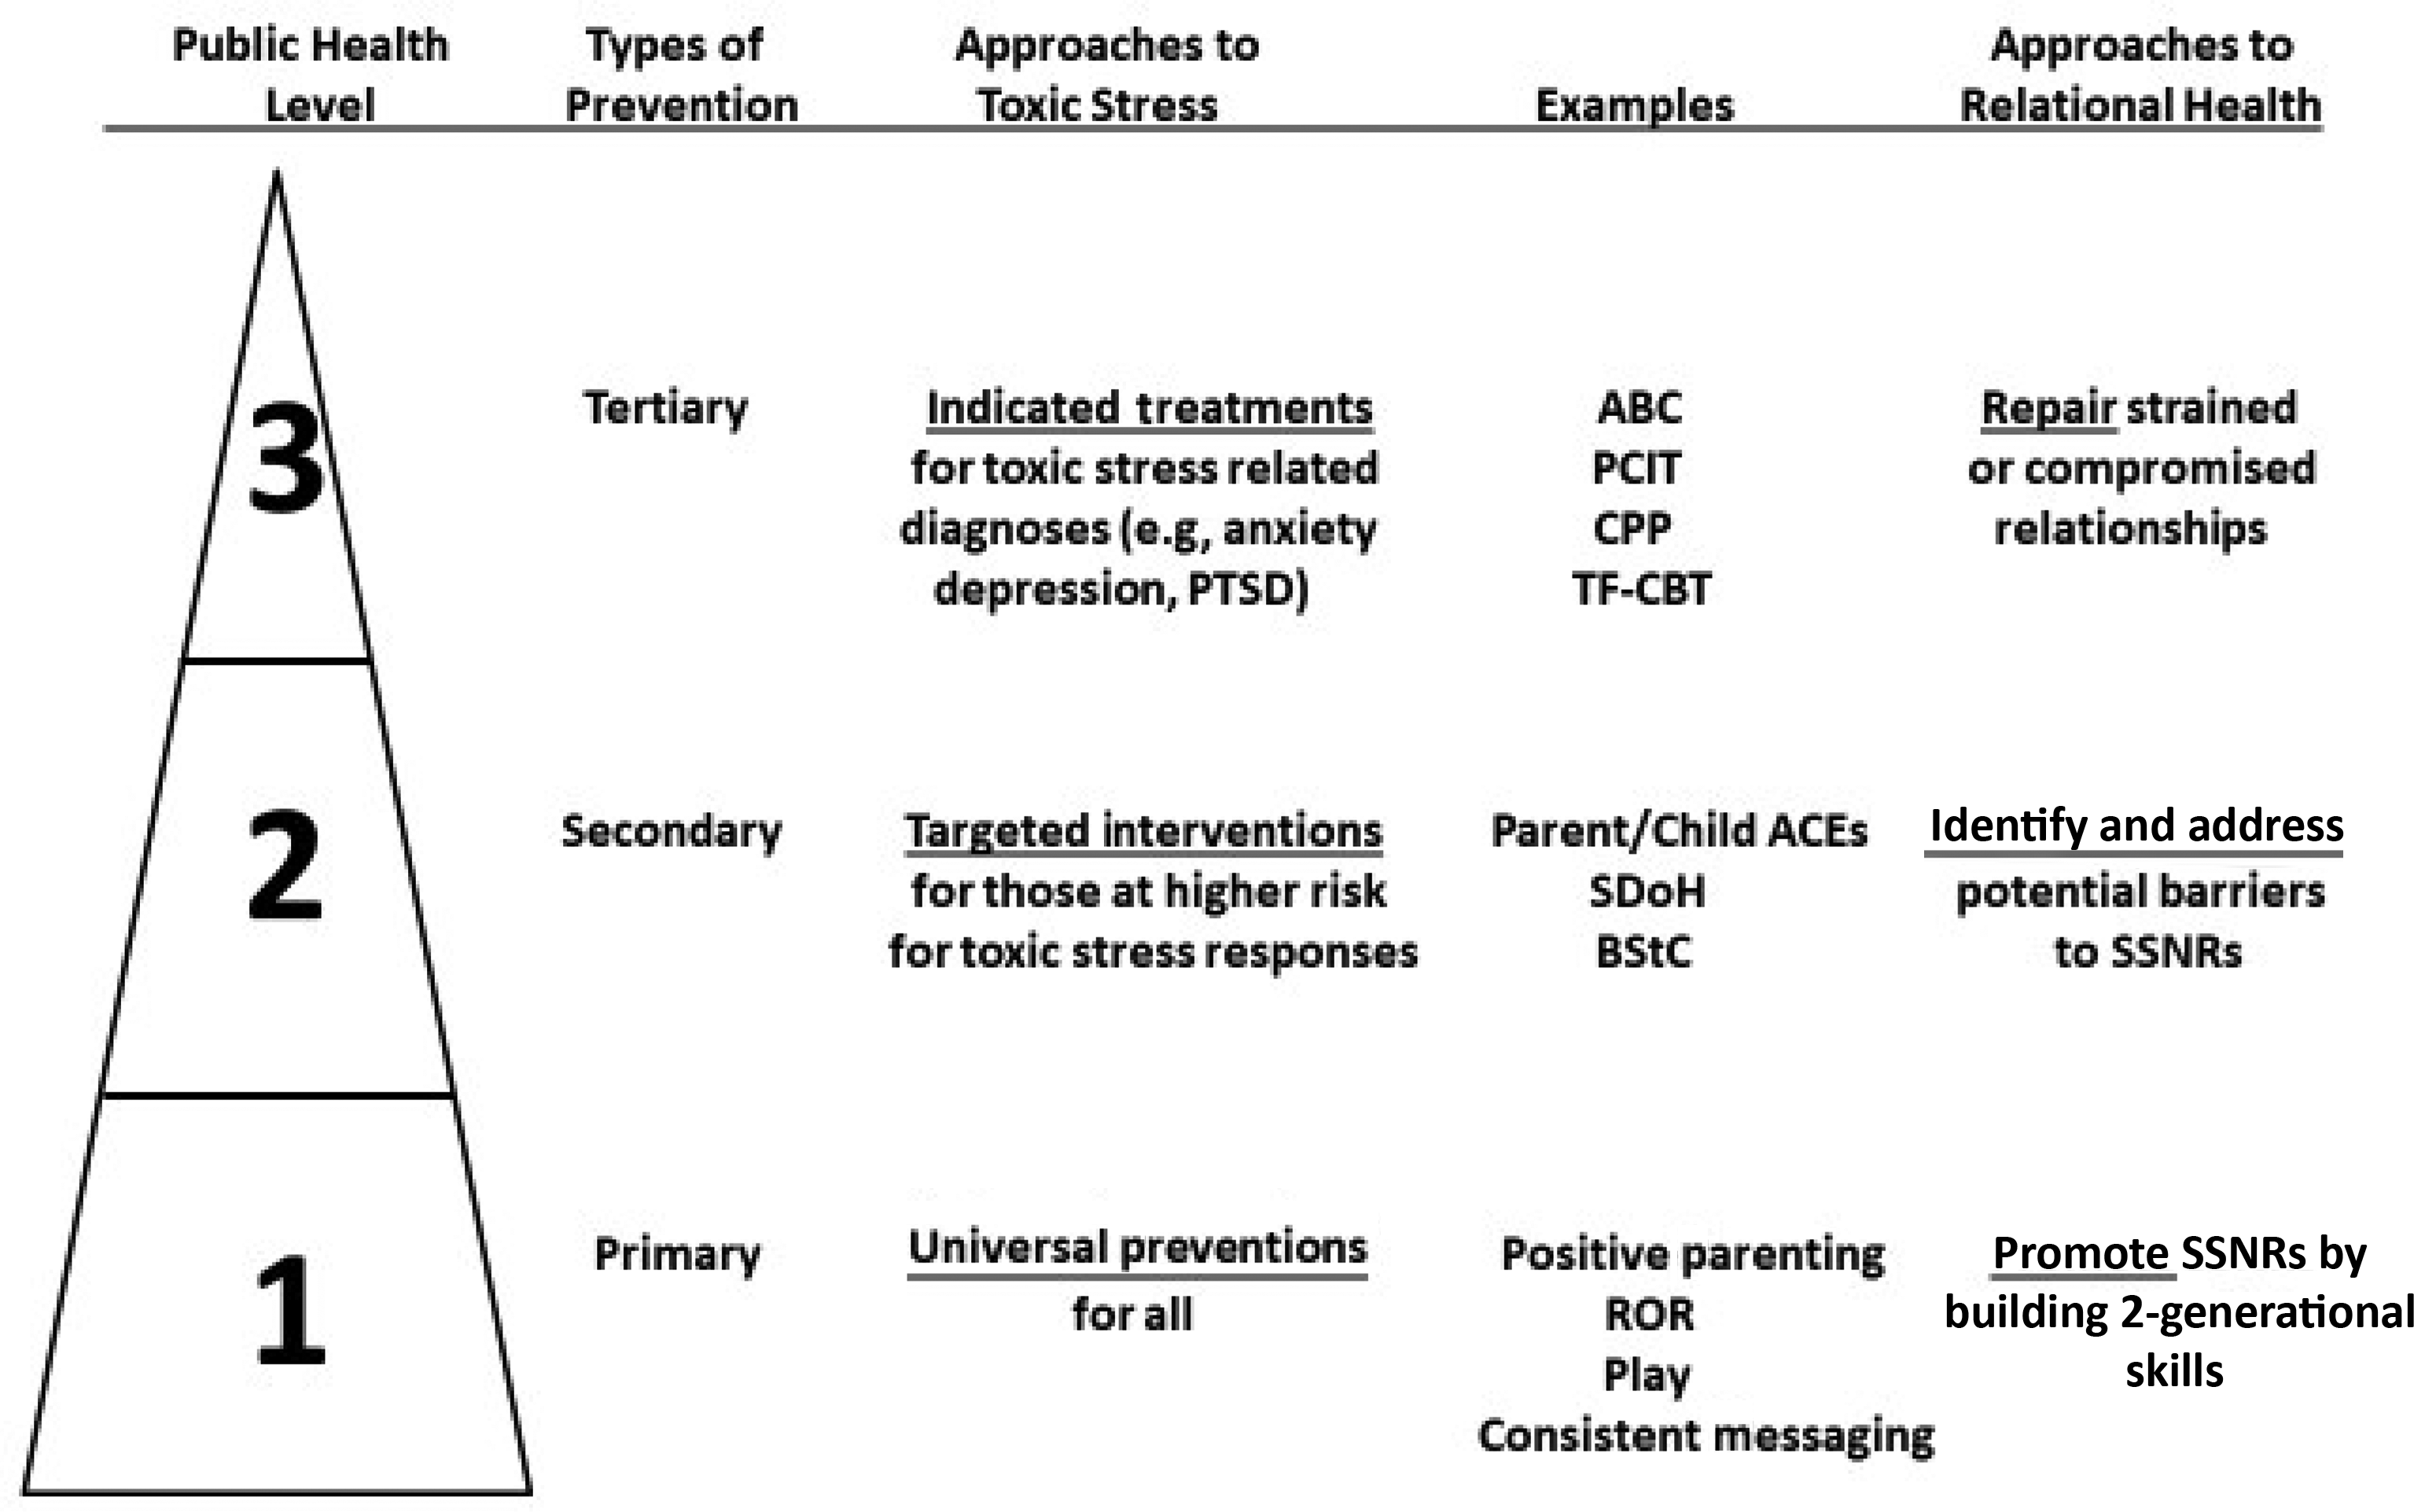 Public Health Level
Types of Prevention
Approaches to Toxic Stress
Examples
Approaches to Relational Health
3
Tertiary
Indicated treatments
for toxic stress related
diagnoses (e.g, anxiety
depression, PTSD)
ABC
PCIT
CPP
TF-CBT
Repair strained
or compromised
relationships
2
Secondary
Targeted interventions
for those at higher risk
for toxic stress responses
Parent/Child ACEs
SDoH
BStC
Identify and address
potential barriers
to SSNRs
1
Primary
Universal preventions
for all
Positive parenting
ROR
Play
Consistent messaging
Promote SSNRs by
building 2-generational
skills